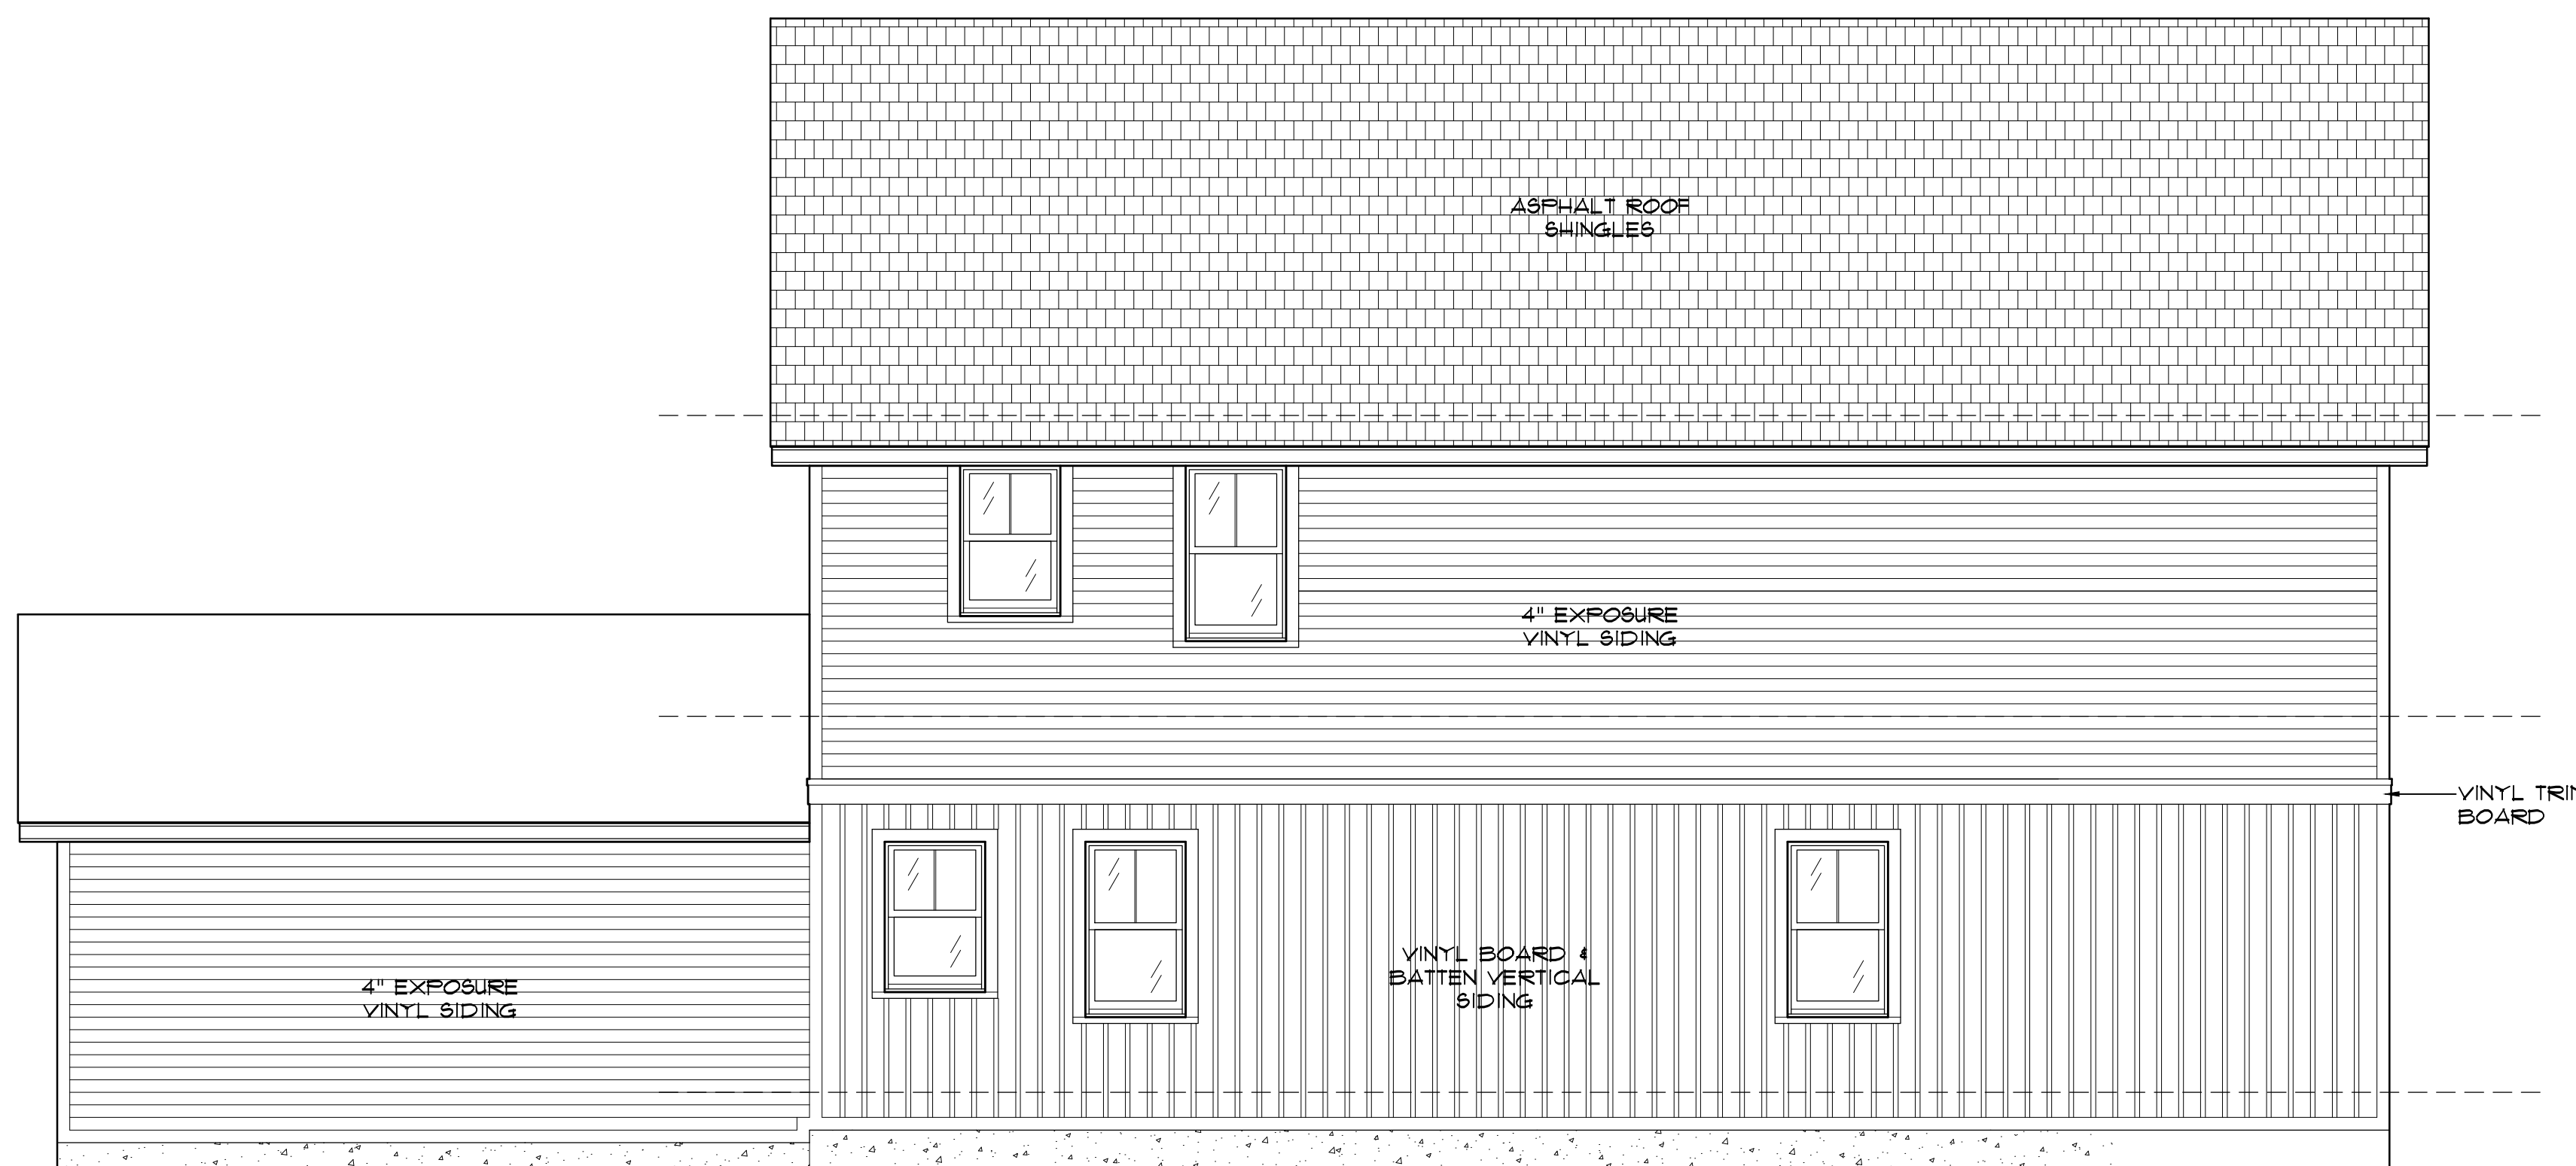 ASPHALT ROOF
SHINGLES
4" EXPOSURE
VINYL SIDING
VINYL TRIM
BOARD
VINYL BOARD &
BATTEN VERTICAL
SIDING
4" EXPOSURE
VINYL SIDING